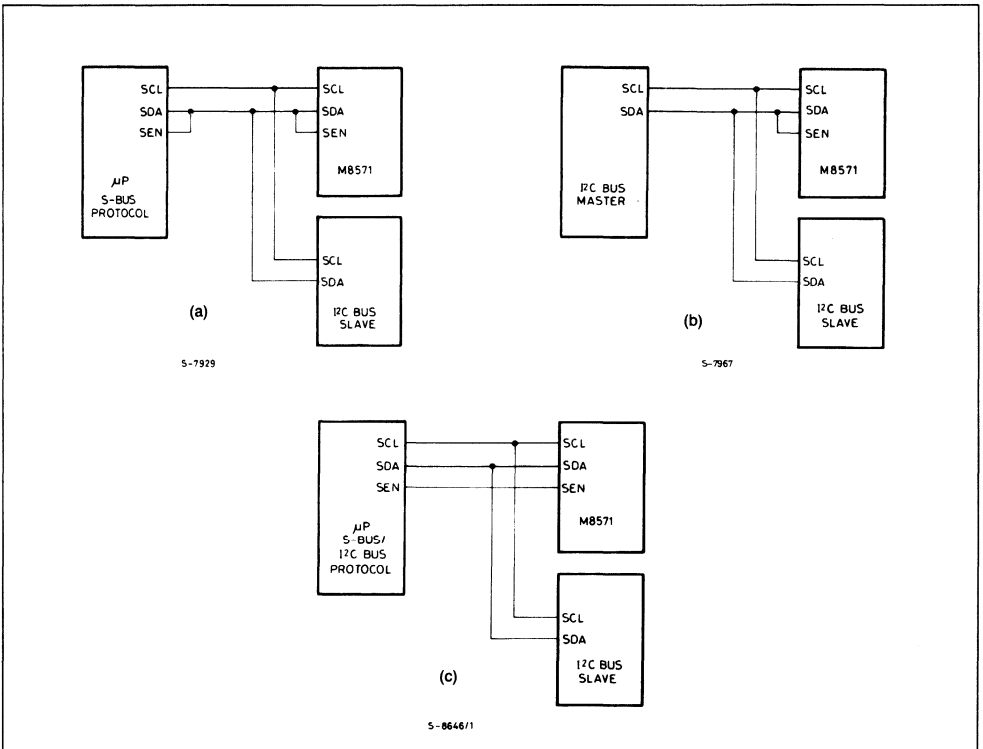 SCL
SDA
SEN
µP
S-BUS
PROTOCOL
SCL
SDA
SEN
M8571
SCL
SDA
I²C BUS
SLAVE
(a)
S-7929
SCL
SDA
I²C BUS
MASTER
SCL
SDA
SEN
M8571
SCL
SDA
I²C BUS
SLAVE
(b)
S-7967
SCL
SDA
SEN
µP
S-BUS/
I²C BUS
PROTOCOL
SCL
SDA
SEN
M8571
SCL
SDA
I²C BUS
SLAVE
(c)
S-8646/1